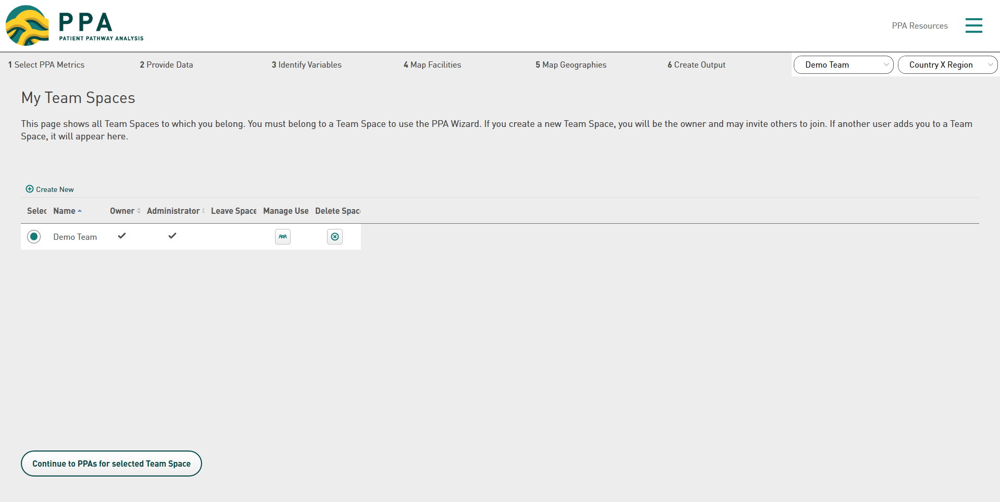 PPA
PATIENT PATHWAY ANALYSIS
PPA Resources
1 Select PPA Metrics
2 Provide Data
3 Identify Variables
4 Map Facilities
5 Map Geographies
6 Create Output
Demo Team
Country X Region
My Team Spaces
This page shows all Team Spaces to which you belong. You must belong to a Team Space to use the PPA Wizard. If you create a new Team Space, you will be the owner and may invite others to join. If another user adds you to a Team
Space, it will appear here.
Create New
Selec Name Owner Administrator Leave Space Manage Use Delete Spac
Demo Team
Continue to PPAs for selected Team Space